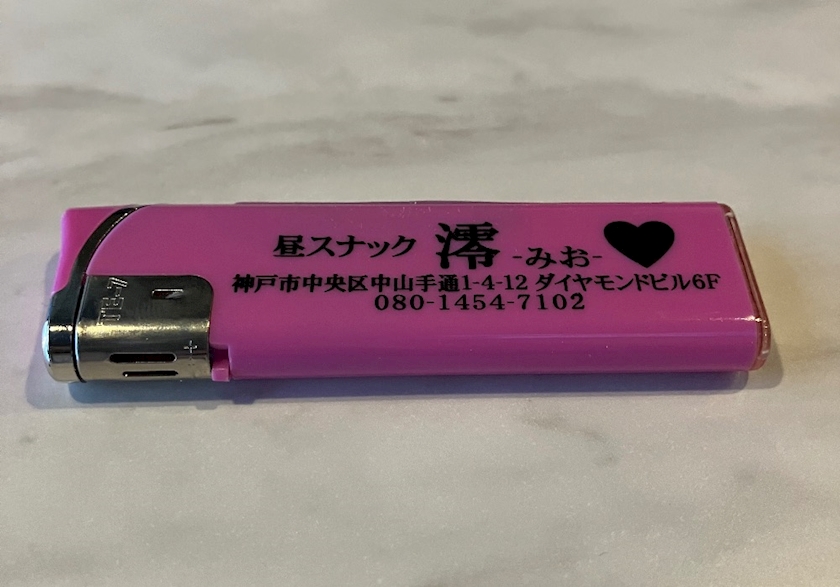 昼スナック 澪 -みお-
神戸市中央区中山手通1-4-12 ダイヤモンドビル6F
080-1454-7102